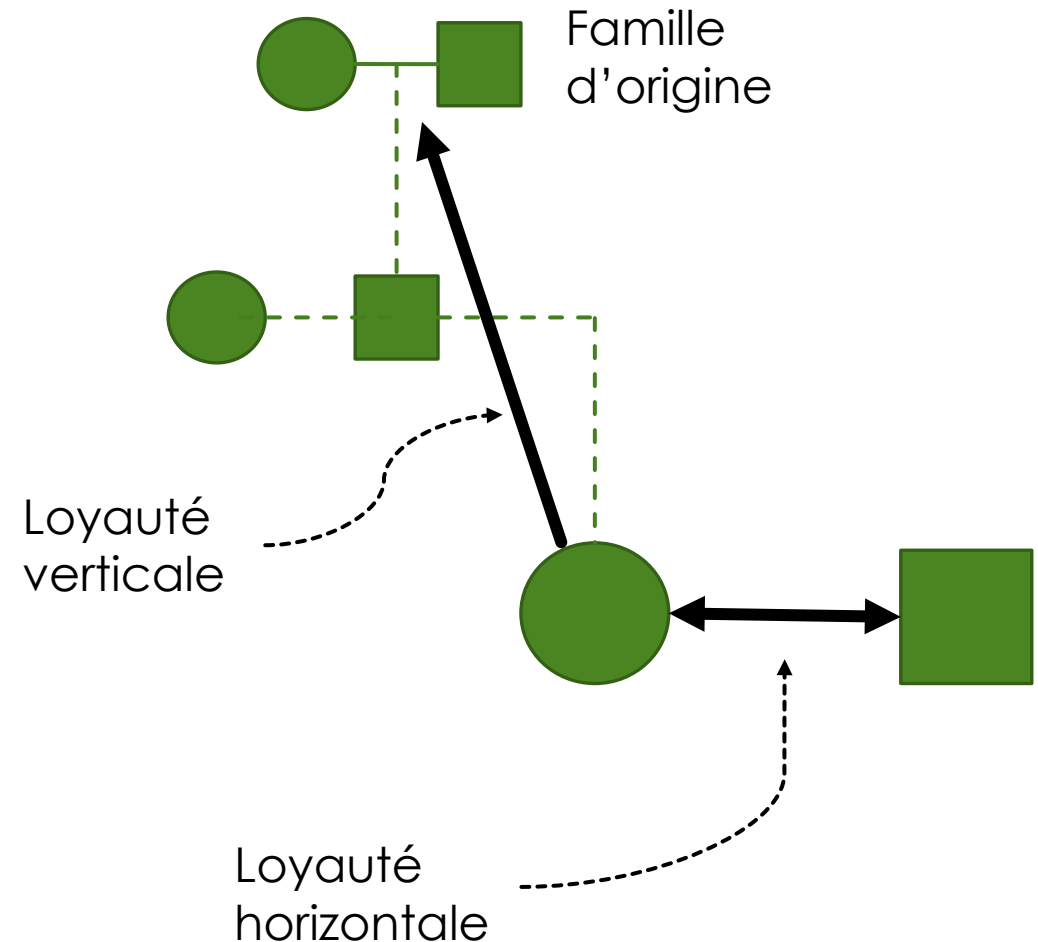 Famille
d’origine
Loyauté
verticale
Loyauté
horizontale